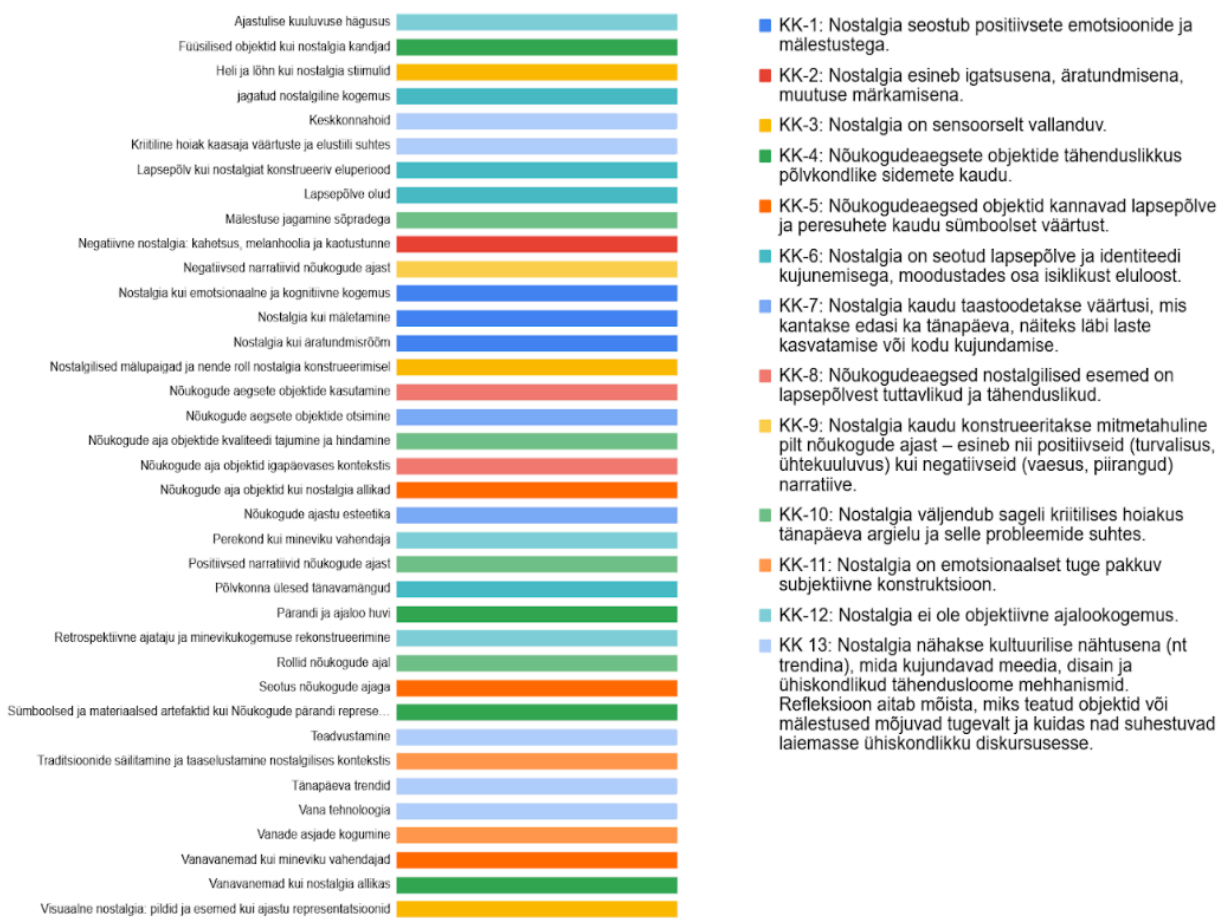 Ajastulise kuuluvuse hägusus
Füüsilised objektid kui nostalgia kandjad
Heli ja lõhn kui nostalgia stiimulid
jagatud nostalgiline kogemus
Keskkonnahoid
Kriitiline hoiak kaasaja väärtuste ja elustiili suhtes
Lapsepõlv kui nostalgiat konstrueeriv eluperiood
Lapsepõlve olud
Mälestuse jagamine sõpradega
Negatiivne nostalgia: kahetsus, melanhoolia ja kaotustunne
Negatiivsed narratiivid nõukogude ajast
Nostalgia kui emotsionaalne ja kognitiivne kogemus
Nostalgia kui mäletamine
Nostalgia kui äratundmisrõõm
Nostalgilised mälupaigad ja nende roll nostalgia konstrueerimisel
Nõukogude aegsete objektide kasutamine
Nõukogude aegsete objektide otsimine
Nõukogude aja objektide kvaliteedi tajumine ja hindamine
Nõukogude aja objektid igapäevases kontekstis
Nõukogude aja objektid kui nostalgia allikad
Nõukogude ajastu esteetika
Perekond kui mineviku vahendaja
Positiivsed narratiivid nõukogude ajast
Põlvkonna ülesed tänavamängud
Pärandi ja ajaloo huvi
Retrospektiivne ajataju ja minevikukogemuse rekonstrueerimine
Rollid nõukogude ajal
Seotus nõukogude ajaga
Sümboolsed ja materiaalsed artefaktid kui Nõukogude pärandi represe...
Teadvustamine
Traditsioonide säilitamine ja taaselustamine nostalgilises kontekstis
Tänapäeva trendid
Vana tehnoloogia
Vanade asjade kogumine
Vanavanemad kui mineviku vahendajad
Vanavanemad kui nostalgia allikas
Visuaalne nostalgia: pildid ja esemed kui ajastu representatsioonid
KK-1: Nostalgia seostub positiivsete emotsioonide ja
mälestustega.
KK-2: Nostalgia esineb igatsusena, äratundmisena,
muutuse märkamisena.
KK-3: Nostalgia on sensoorselt vallanduv.
KK-4: Nõukogudeaegsete objektide tähenduslikkus
põlvkondlike sidemete kaudu.
KK-5: Nõukogudeaegsed objektid kannavad lapsepõlve
ja peresuhete kaudu sümboolset väärtust.
KK-6: Nostalgia on seotud lapsepõlve ja identiteedi
kujunemisega, moodustades osa isiklikust eluloost.
KK-7: Nostalgia kaudu taastoodetakse väärtusi, mis
kantakse edasi ka tänapäeva, näiteks läbi laste
kasvatamise või kodu kujundamise.
KK-8: Nõukogudeaegsed nostalgilised esemed on
lapsepõlvest tuttavlikud ja tähenduslikud.
KK-9: Nostalgia kaudu konstrueeritakse mitmetahuline
pilt nõukogude ajast – esineb nii positiivseid (turvalisus,
ühtekuuluvus) kui negatiivseid (vaesus, piirangud)
narratiive.
KK-10: Nostalgia väljendub sageli kriitilises hoiakus
tänapäeva argielu ja selle probleemide suhtes.
KK-11: Nostalgia on emotsionaalset tuge pakkuv
subjektiivne konstruktsioon.
KK-12: Nostalgia ei ole objektiivne ajalookogemus.
KK 13: Nostalgia nähakse kultuurilise nähtusena (nt
trendina), mida kujundavad meedia, disain ja
ühiskondlikud tähendusloome mehhanismid.
Refleksioon aitab mõista, miks teatud objektid või
mälestused mõjuvad tugevalt ja kuidas nad suhestuvad
laiemasse ühiskondlikku diskursusesse.